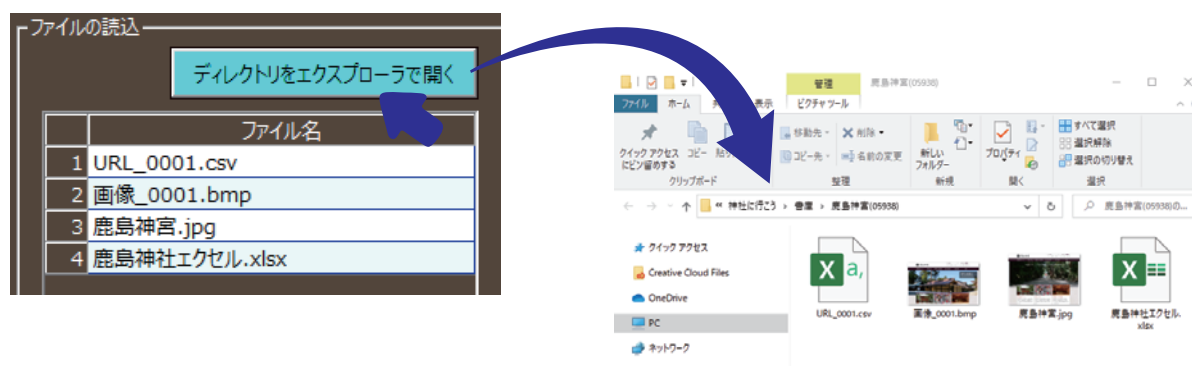 ファイルの読込
ディレクトリをエクスプローラで開く
ファイル名
1 URL_0001.csv
2 画像_0001.bmp
3 鹿島神宮.jpg
4 鹿島神社エクセル.xlsx
管理
鹿島神宮(05938)
ファイル
ホーム
表示
ピクチャ ツール
クイック アクセス
にピン留めする
コピー
クリップボード
移動先
コピー先
削除
名前の変更
整理
新しい
フォルダー
新規
プロパティ
開く
すべて選択
選択解除
選択の切り替え
選択
« 神社に行こう › 書庫 › 鹿島神宮(05938)
鹿島神宮(05938)の...
クイック アクセス
Creative Cloud Files
OneDrive
PC
ネットワーク
URL_0001.csv
画像_0001.bmp
鹿島神宮.jpg
鹿島神社エクセル.
xlsx